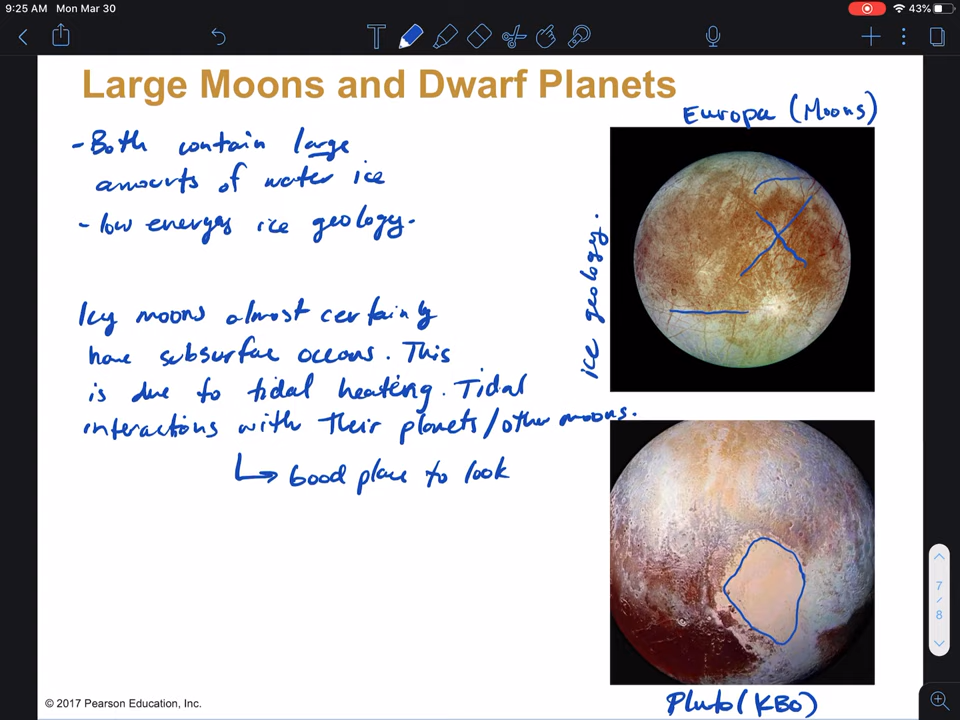 9:25 AM Mon Mar 30
43%
Large Moons and Dwarf Planets
Europa (Moons)
- Both contain large
amounts of water ice
- low energy ice geology.
ice geology.
Icy moons almost certainly
have subsurface oceans. This
is due to tidal heating. Tidal
interactions with their planets/other moons.
↳ Good place to look
7
/
8
© 2017 Pearson Education, Inc.
Pluto (KBO)